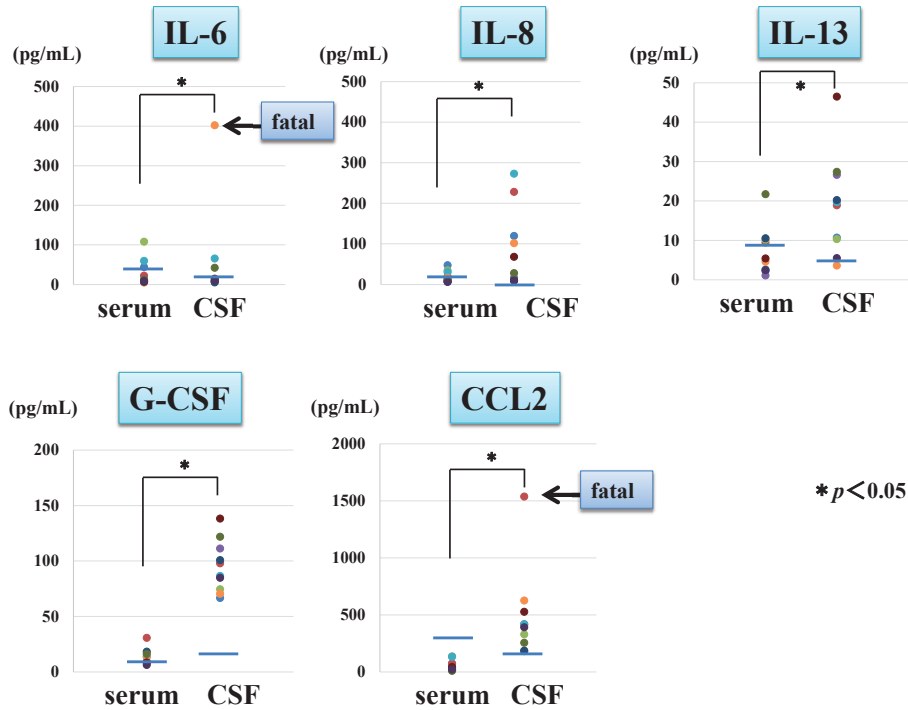 IL-6
IL-8
IL-13
(pg/mL)
(pg/mL)
(pg/mL)
500
400
300
200
100
0
*
fatal
serum CSF
500
400
300
200
100
0
*
serum CSF
50
40
30
20
10
0
*
serum CSF
G-CSF
CCL2
(pg/mL)
(pg/mL)
200
150
100
50
0
*
serum CSF
2000
1500
1000
500
0
*
fatal
serum CSF
* p<0.05